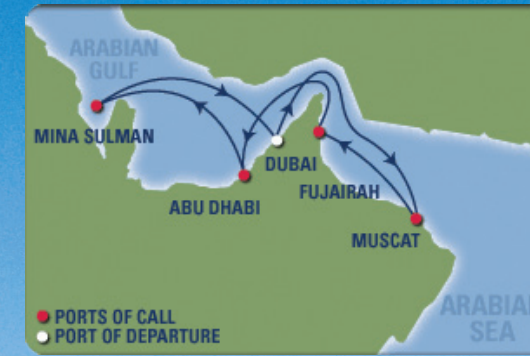 ARABIAN
GULF
MINA SULMAN
DUBAI
ABU DHABI
FUJAIRAH
MUSCAT
PORTS OF CALL
PORT OF DEPARTURE
ARABIAN
SEA